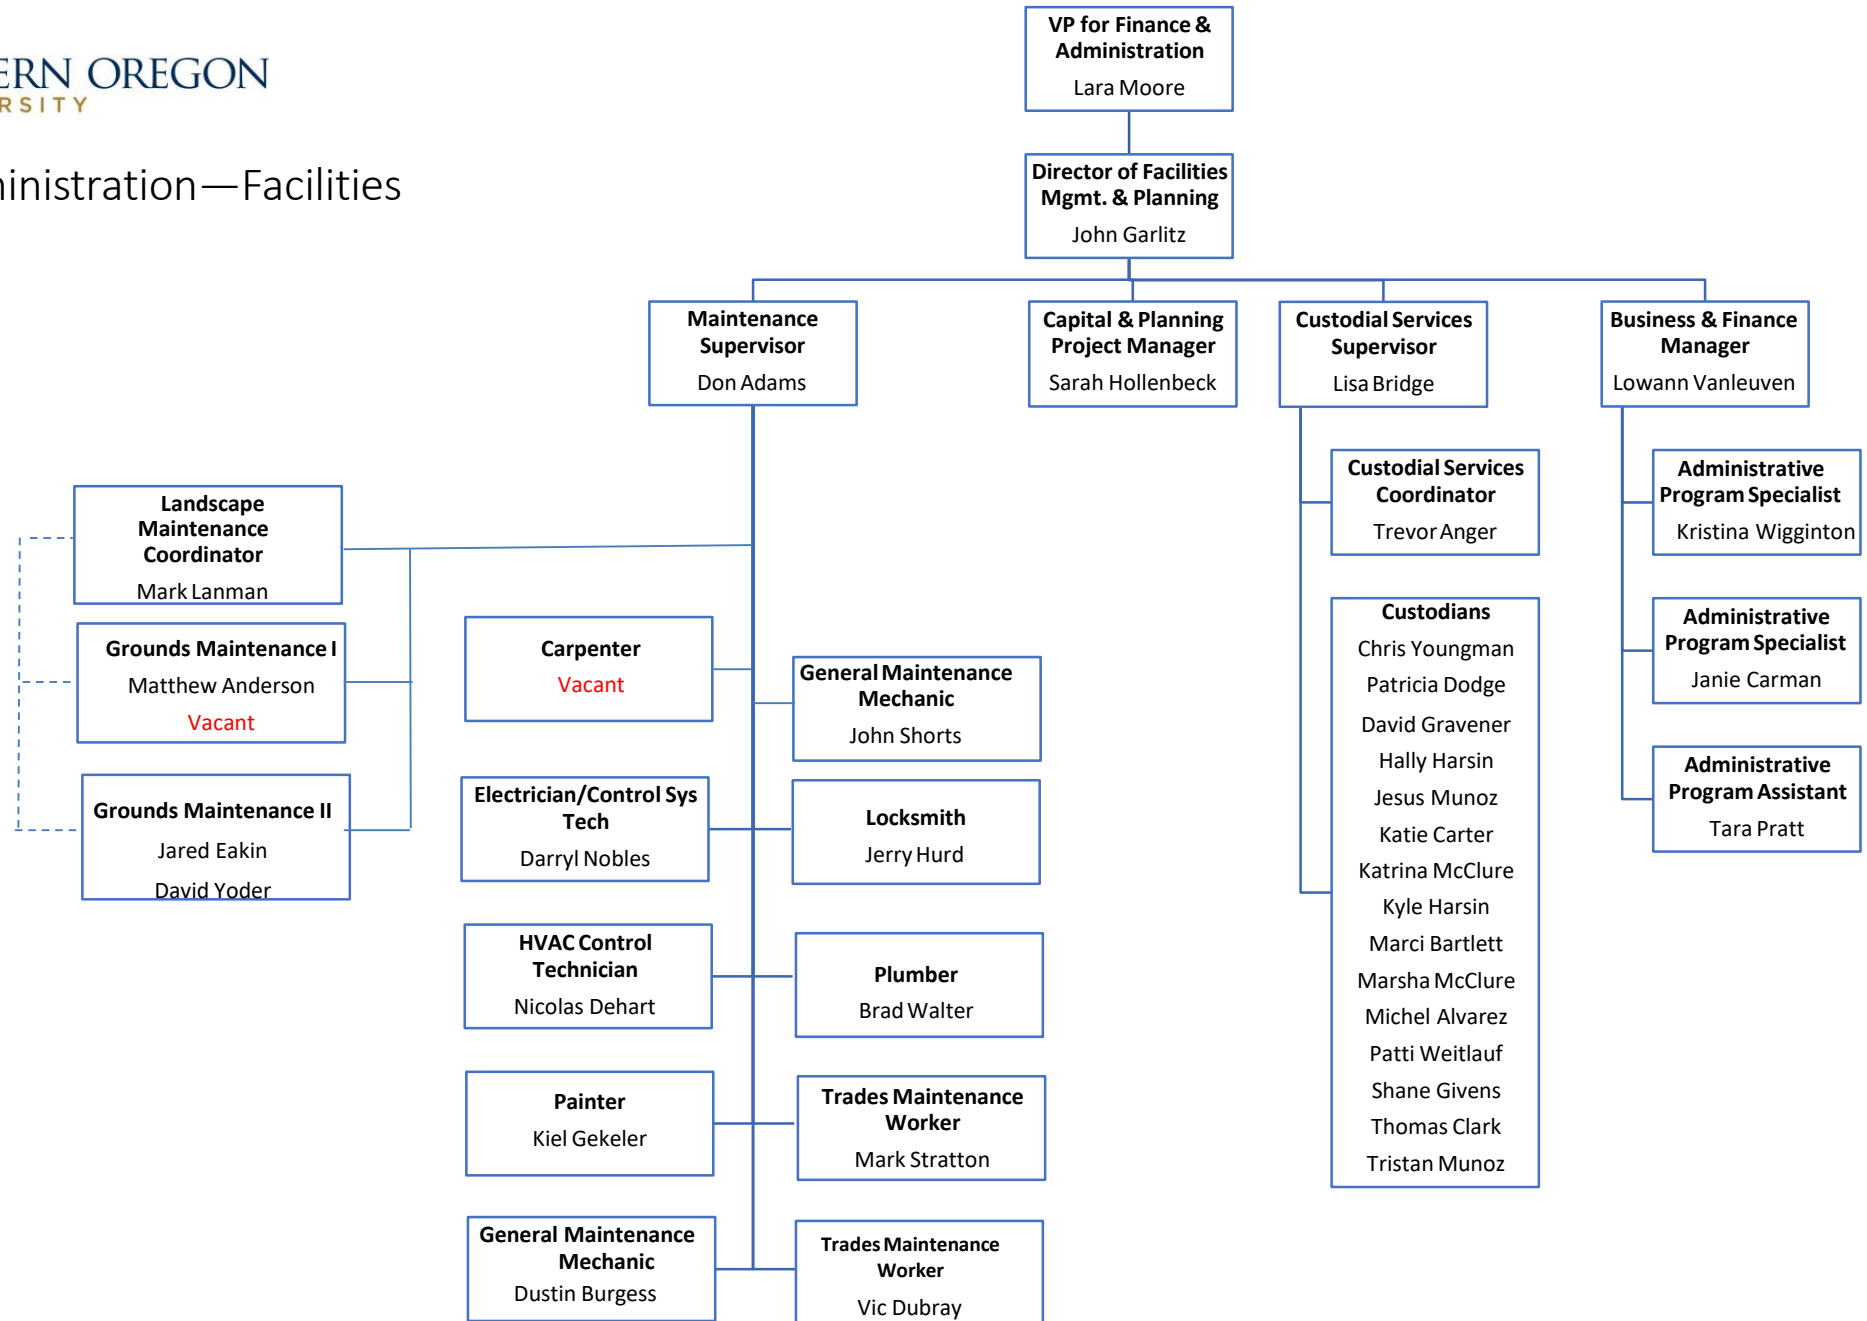 ERN OREGON
RSITY
ninistration—Facilities
VP for Finance &
Administration
Lara Moore
Director of Facilities
Mgmt. & Planning
John Garlitz
Maintenance
Supervisor
Don Adams
Capital & Planning
Project Manager
Sarah Hollenbeck
Custodial Services
Supervisor
Lisa Bridge
Business & Finance
Manager
Lowann Vanleuven
Landscape
Maintenance
Coordinator
Mark Lanman
Grounds Maintenance I
Matthew Anderson
Vacant
Grounds Maintenance II
Jared Eakin
David Yoder
Carpenter
Vacant
General Maintenance
Mechanic
John Shorts
Electrician/Control Sys
Tech
Darryl Nobles
Locksmith
Jerry Hurd
HVAC Control
Technician
Nicolas Dehart
Plumber
Brad Walter
Painter
Kiel Gekeler
Trades Maintenance
Worker
Mark Stratton
General Maintenance
Mechanic
Dustin Burgess
Trades Maintenance
Worker
Vic Dubray
Custodial Services
Coordinator
Trevor Anger
Custodians
Chris Youngman
Patricia Dodge
David Gravener
Hally Harsin
Jesus Munoz
Katie Carter
Katrina McClure
Kyle Harsin
Marci Bartlett
Marsha McClure
Michel Alvarez
Patti Weitlauf
Shane Givens
Thomas Clark
Tristan Munoz
Administrative
Program Specialist
Kristina Wigginton
Administrative
Program Specialist
Janie Carman
Administrative
Program Assistant
Tara Pratt